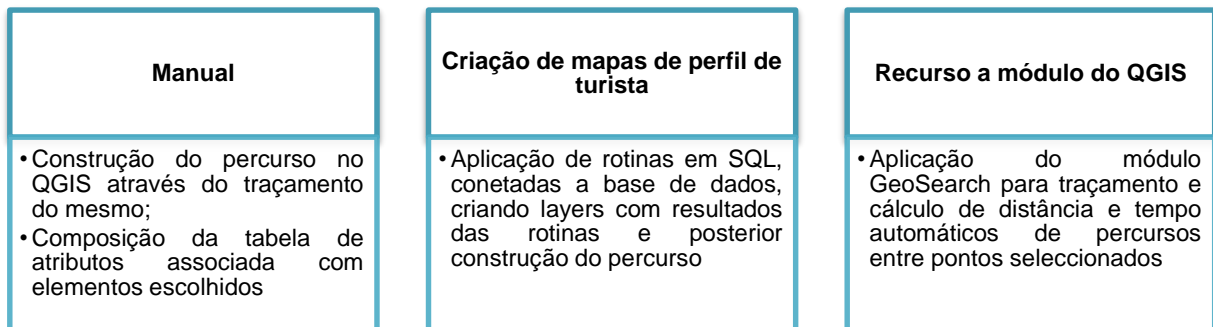 Manual
• Construção do percurso no
QGIS através do traçamento
do mesmo;
• Composição da tabela de
atributos associada com
elementos escolhidos
Criação de mapas de perfil de
turista
• Aplicação de rotinas em SQL,
conetadas a base de dados,
criando layers com resultados
das rotinas e posterior
construção do percurso
Recurso a módulo do QGIS
• Aplicação do módulo
GeoSearch para traçamento e
cálculo de distância e tempo
automáticos de percursos
entre pontos seleccionados